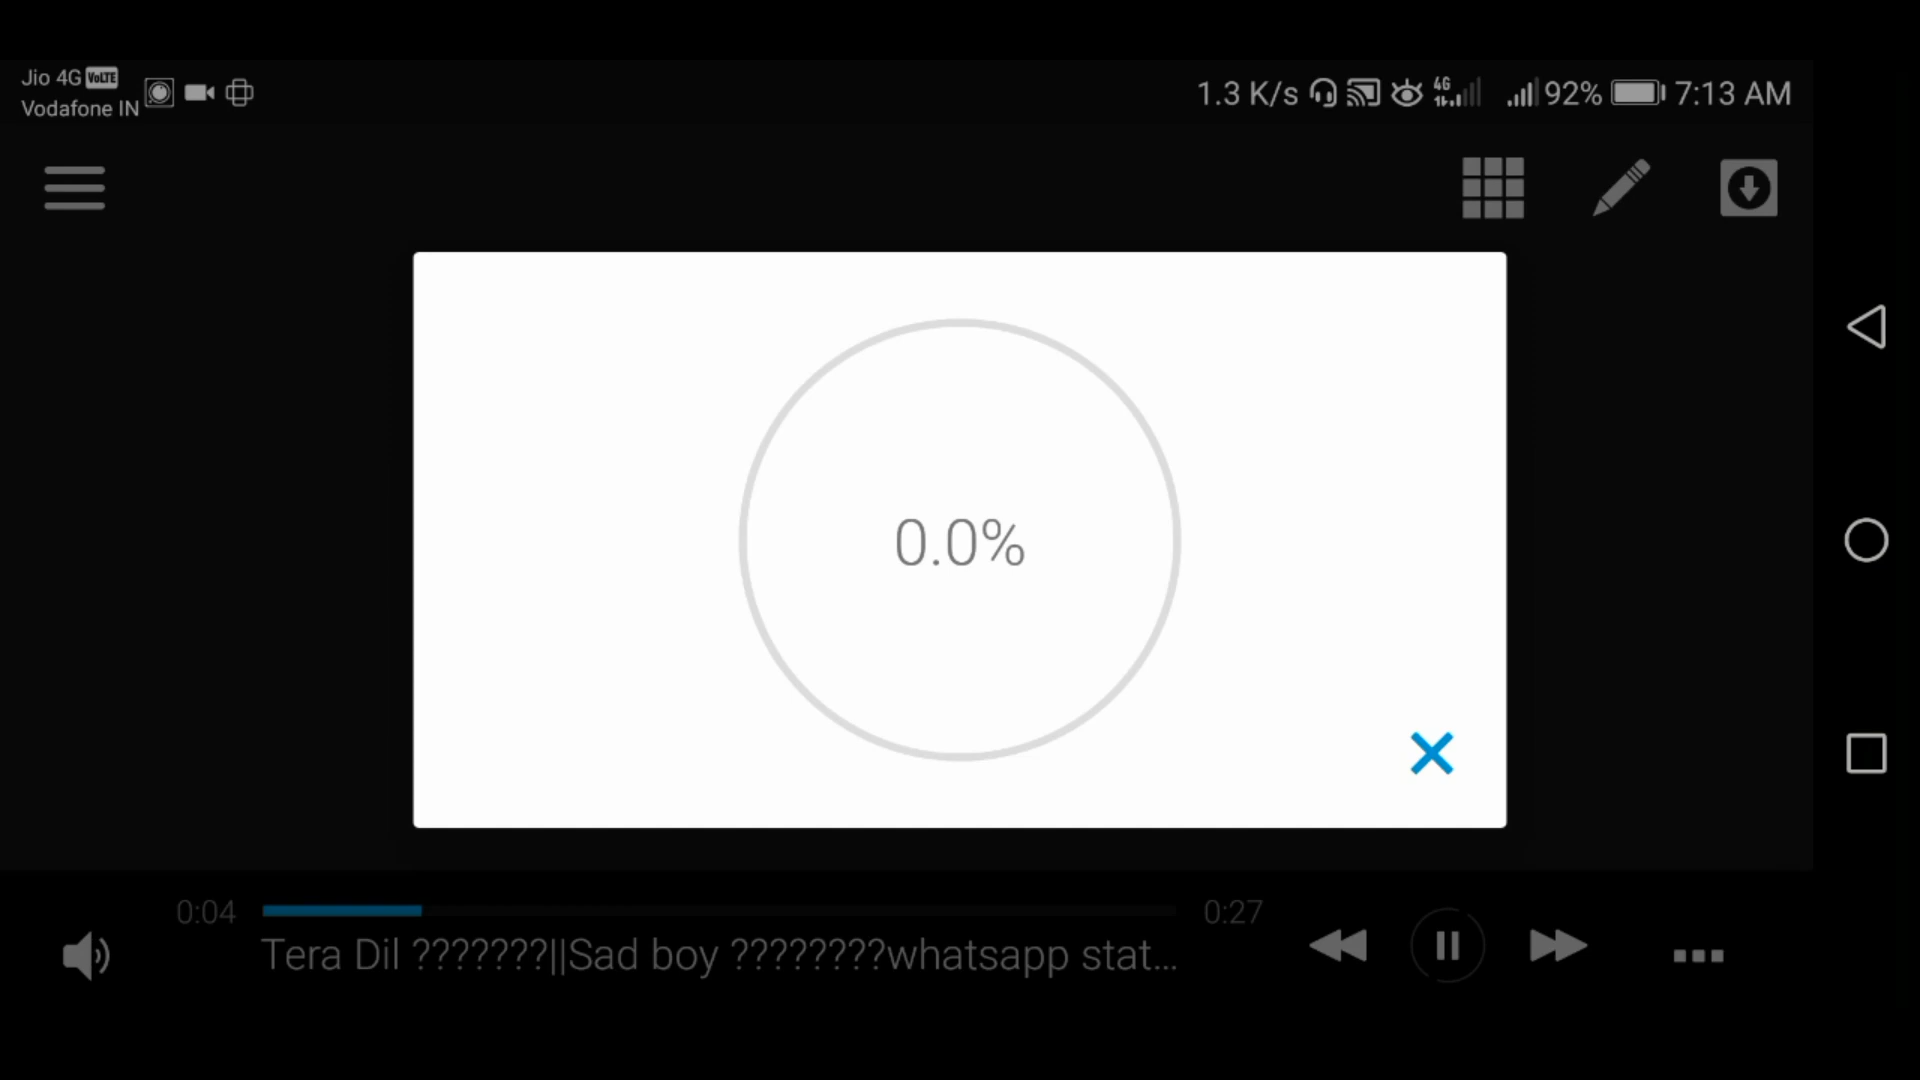 Jio 4G VoLTE
Vodafone IN
1.3 K/s 4G 92% 7:13 AM
0.0%
0:04 0:27
Tera Dil ???????||Sad boy ????????whatsapp stat...